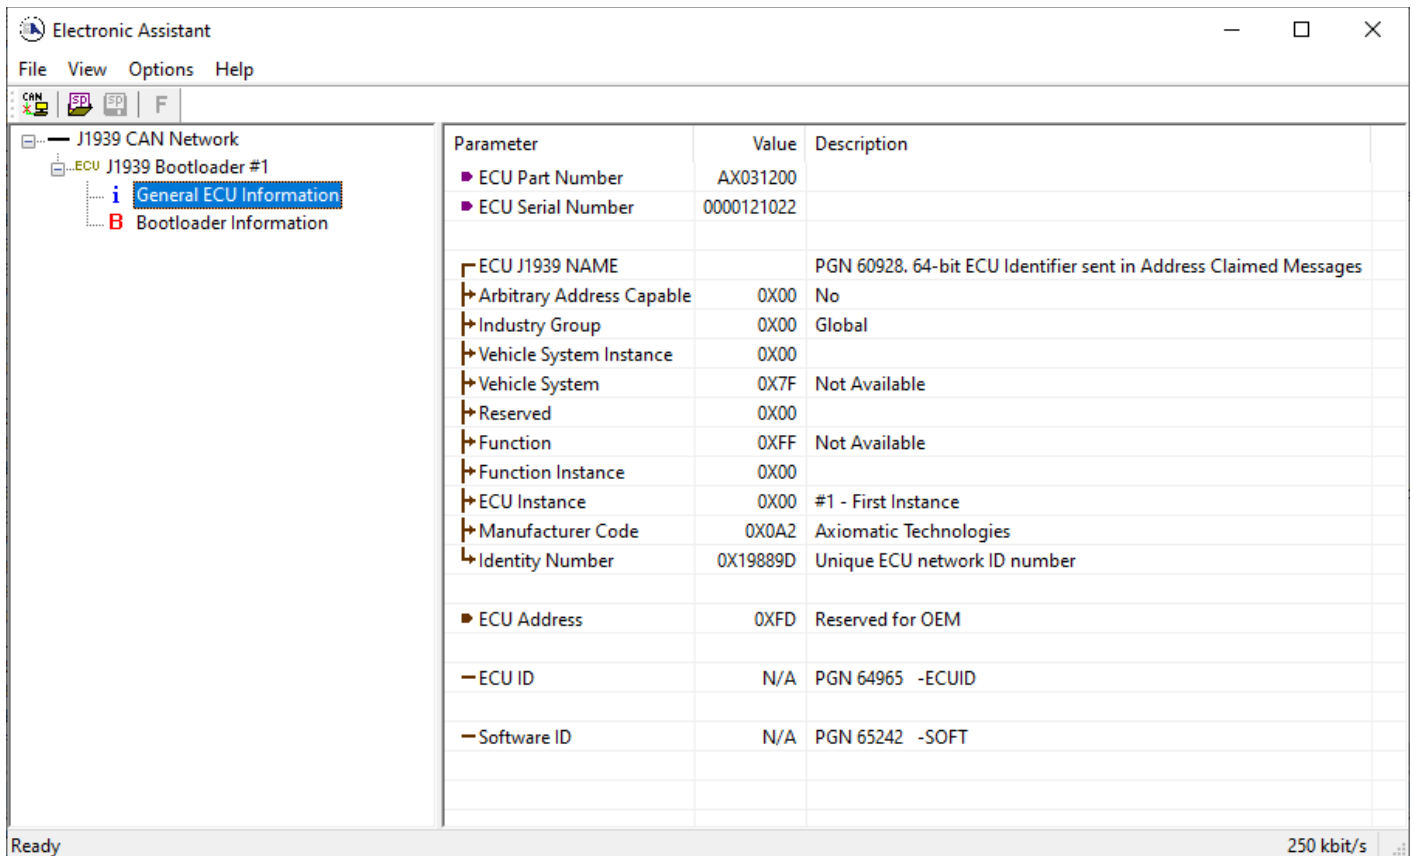 Electronic Assistant
File View Options Help
CAN SP SP F
J1939 CAN Network
ECU J1939 Bootloader #1
i General ECU Information
B Bootloader Information
Parameter Value Description
ECU Part Number AX031200
ECU Serial Number 0000121022
ECU J1939 NAME PGN 60928. 64-bit ECU Identifier sent in Address Claimed Messages
Arbitrary Address Capable 0X00 No
Industry Group 0X00 Global
Vehicle System Instance 0X00
Vehicle System 0X7F Not Available
Reserved 0X00
Function 0XFF Not Available
Function Instance 0X00
ECU Instance 0X00 #1 - First Instance
Manufacturer Code 0X0A2 Axiomatic Technologies
Identity Number 0X19889D Unique ECU network ID number
ECU Address 0XFD Reserved for OEM
ECU ID N/A PGN 64965 -ECUID
Software ID N/A PGN 65242 -SOFT
Ready 250 kbit/s